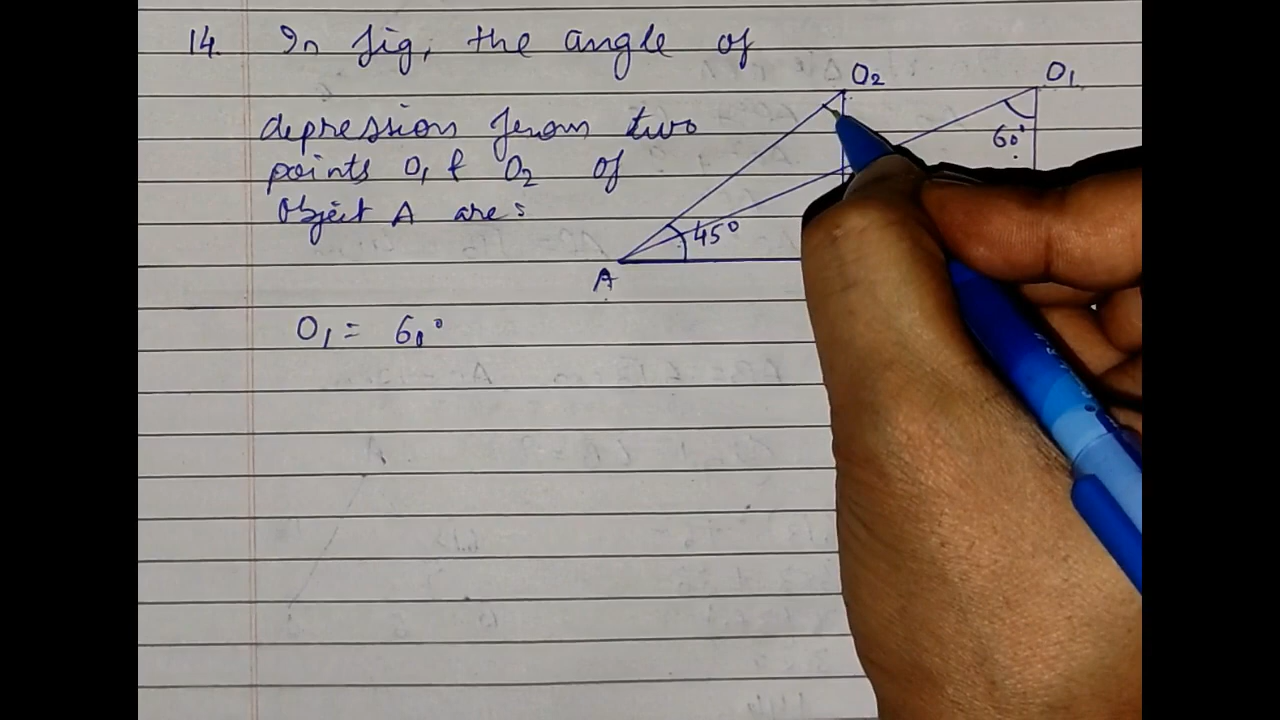 14. In fig, the angle of
depression from two
points O₁ & O₂ of
object A are:
O₂
O₁
60°
45°
A
O₁ = 60°